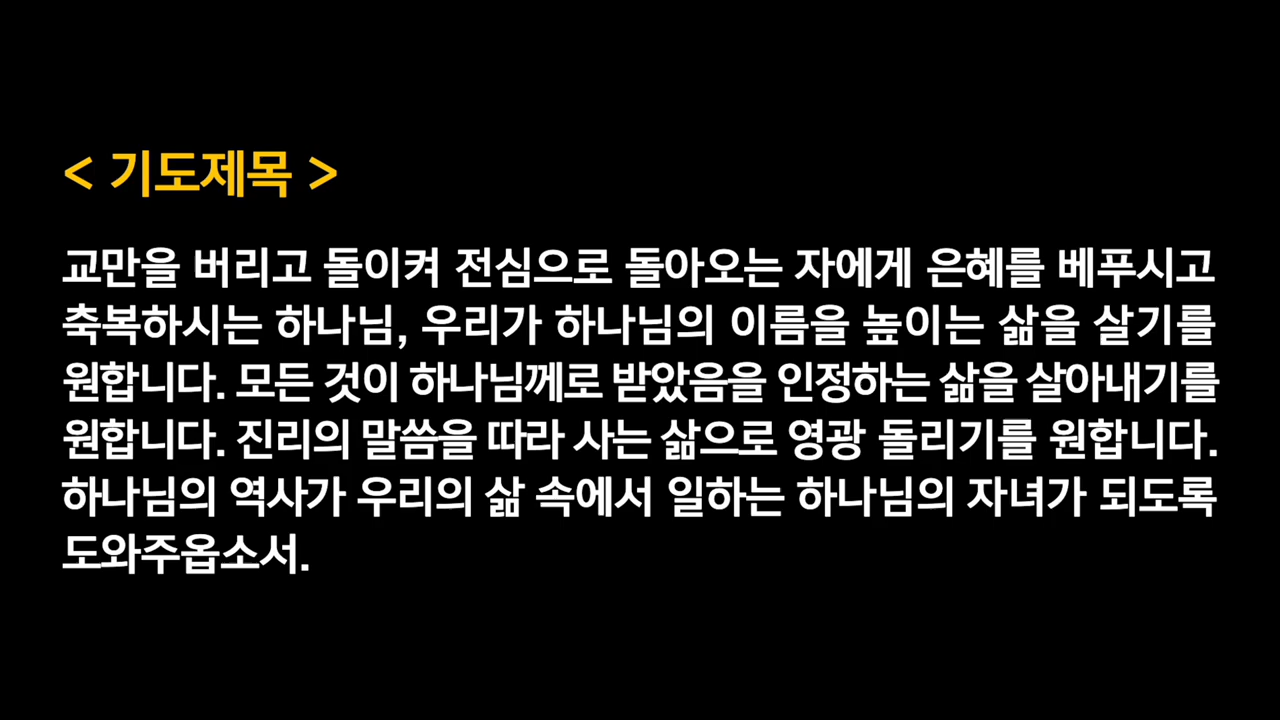 < 기도제목 >
교만을 버리고 돌이켜 전심으로 돌아오는 자에게 은혜를 베푸시고
축복하시는 하나님, 우리가 하나님의 이름을 높이는 삶을 살기를
원합니다. 모든 것이 하나님께로 받았음을 인정하는 삶을 살아내기를
원합니다. 진리의 말씀을 따라 사는 삶으로 영광 돌리기를 원합니다.
하나님의 역사가 우리의 삶 속에서 일하는 하나님의 자녀가 되도록
도와주옵소서.